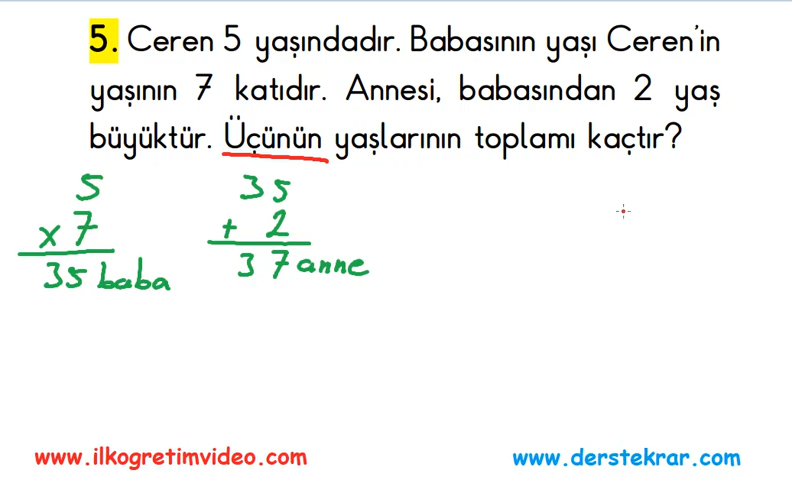 5. Ceren 5 yaşındadır. Babasının yaşı Ceren'in
yaşının 7 katıdır. Annesi, babasından 2 yaş
büyüktür. Üçünün yaşlarının toplamı kaçtır?
5
x 7
35 baba
35
+ 2
37 anne
www.ilkogretimvideo.com
www.derstekrar.com